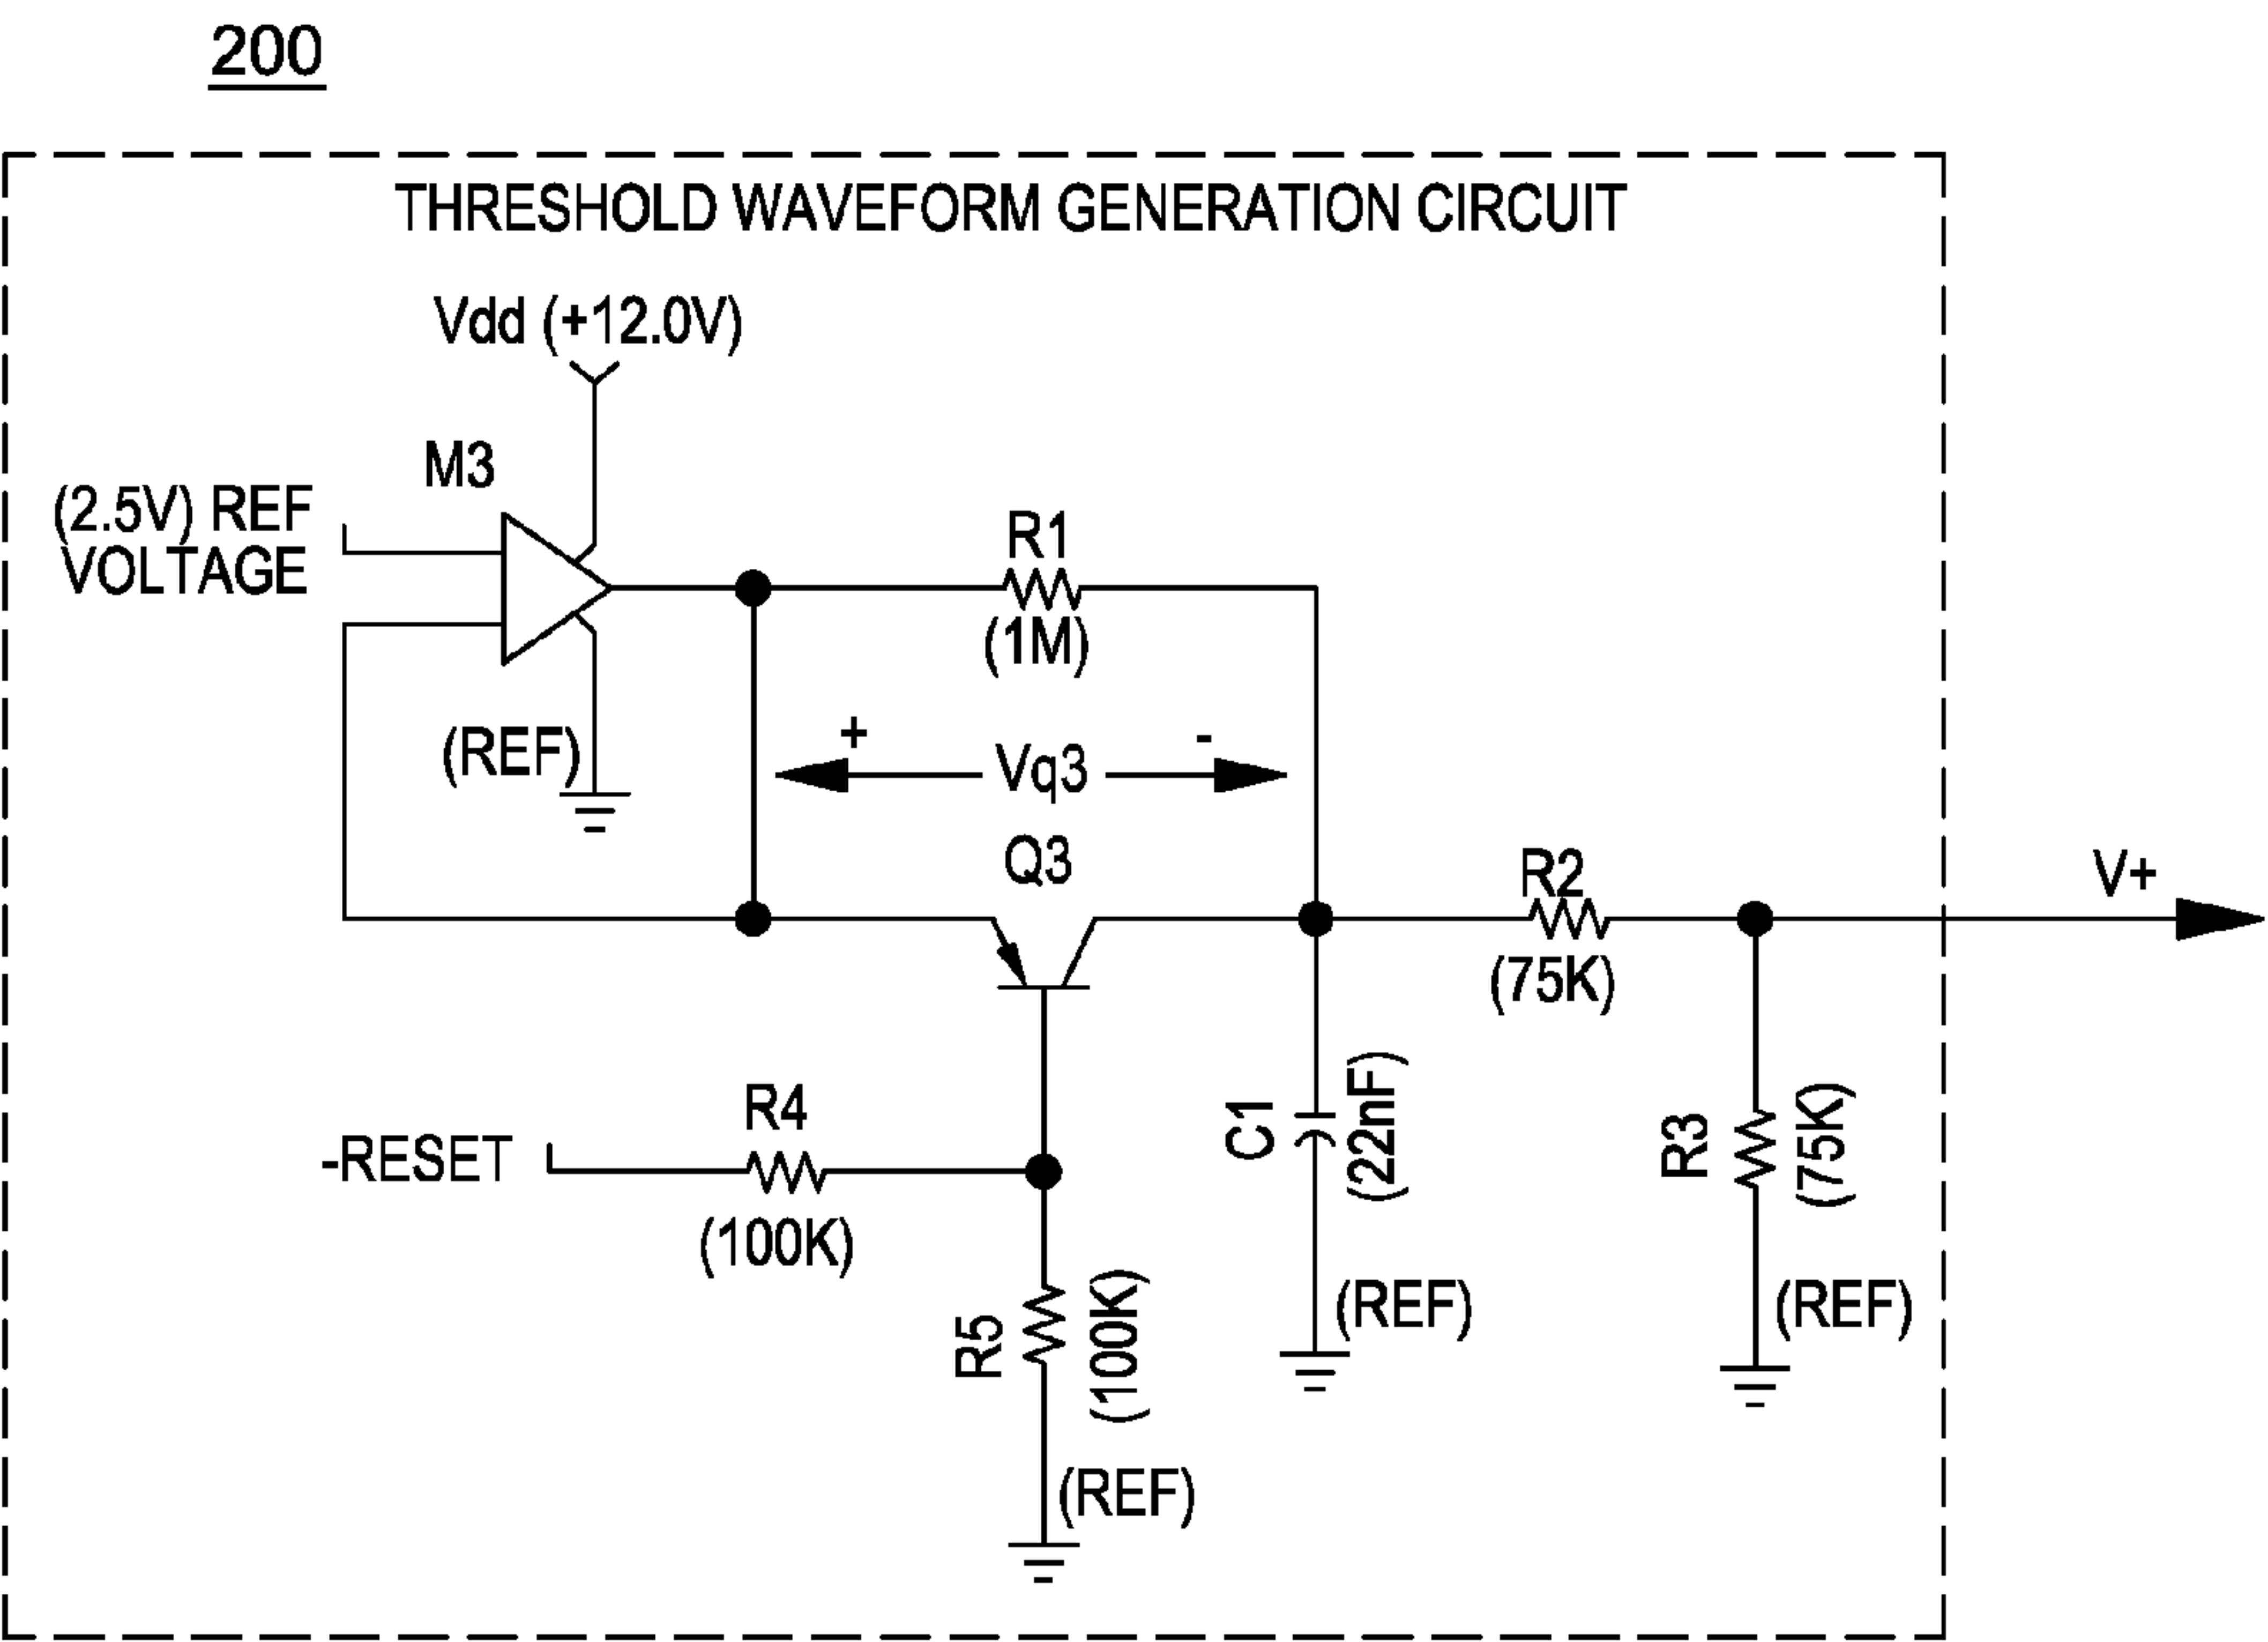 200
THRESHOLD WAVEFORM GENERATION CIRCUIT
Vdd (+12.0V)
M3
(2.5V) REF
VOLTAGE
R1
(1M)
(REF)
+
-
Vq3
Q3
R2
(75K)
V+
R4
-RESET
(100K)
C1
(22nF)
R3
(75K)
R5
(100K)
(REF)
(REF)
(REF)